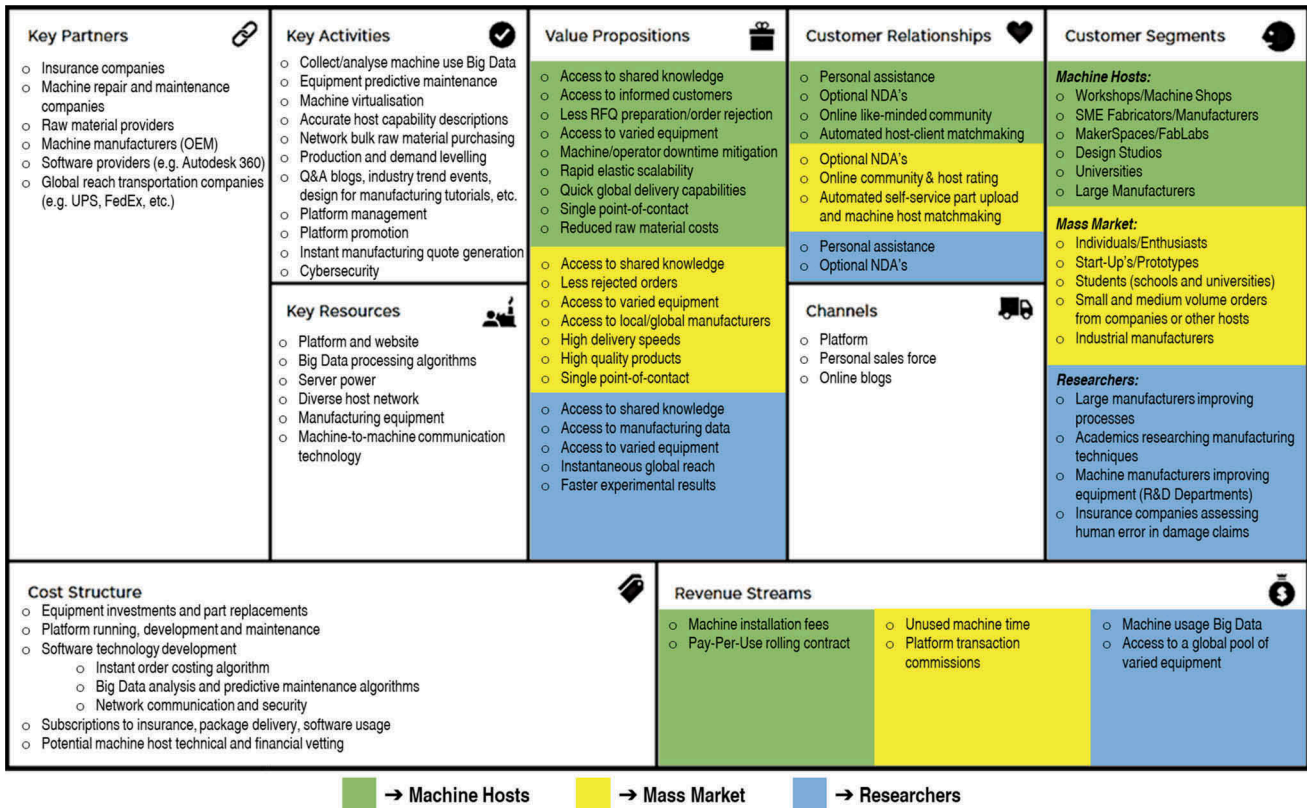 Key Partners
○ Insurance companies
○ Machine repair and maintenance
companies
○ Raw material providers
○ Machine manufacturers (OEM)
○ Software providers (e.g. Autodesk 360)
○ Global reach transportation companies
(e.g. UPS, FedEx, etc.)
Key Activities
○ Collect/analyse machine use Big Data
○ Equipment predictive maintenance
○ Machine virtualisation
○ Accurate host capability descriptions
○ Network bulk raw material purchasing
○ Production and demand levelling
○ Q&A blogs, industry trend events,
design for manufacturing tutorials, etc.
○ Platform management
○ Platform promotion
○ Instant manufacturing quote generation
○ Cybersecurity
Key Resources
○ Platform and website
○ Big Data processing algorithms
○ Server power
○ Diverse host network
○ Manufacturing equipment
○ Machine-to-machine communication
technology
Value Propositions
○ Access to shared knowledge
○ Access to informed customers
○ Less RFQ preparation/order rejection
○ Access to varied equipment
○ Machine/operator downtime mitigation
○ Rapid elastic scalability
○ Quick global delivery capabilities
○ Single point-of-contact
○ Reduced raw material costs
○ Access to shared knowledge
○ Less rejected orders
○ Access to varied equipment
○ Access to local/global manufacturers
○ High delivery speeds
○ High quality products
○ Single point-of-contact
○ Access to shared knowledge
○ Access to manufacturing data
○ Access to varied equipment
○ Instantaneous global reach
○ Faster experimental results
Customer Relationships
○ Personal assistance
○ Optional NDA's
○ Online like-minded community
○ Automated host-client matchmaking
○ Optional NDA's
○ Online community & host rating
○ Automated self-service part upload
and machine host matchmaking
○ Personal assistance
○ Optional NDA's
Channels
○ Platform
○ Personal sales force
○ Online blogs
Customer Segments
Machine Hosts:
○ Workshops/Machine Shops
○ SME Fabricators/Manufacturers
○ MakerSpaces/FabLabs
○ Design Studios
○ Universities
○ Large Manufacturers
Mass Market:
○ Individuals/Enthusiasts
○ Start-Up's/Prototypes
○ Students (schools and universities)
○ Small and medium volume orders
from companies or other hosts
○ Industrial manufacturers
Researchers:
○ Large manufacturers improving
processes
○ Academics researching manufacturing
techniques
○ Machine manufacturers improving
equipment (R&D Departments)
○ Insurance companies assessing
human error in damage claims
Cost Structure
○ Equipment investments and part replacements
○ Platform running, development and maintenance
○ Software technology development
○ Instant order costing algorithm
○ Big Data analysis and predictive maintenance algorithms
○ Network communication and security
○ Subscriptions to insurance, package delivery, software usage
○ Potential machine host technical and financial vetting
Revenue Streams
$
○ Machine installation fees
○ Pay-Per-Use rolling contract
○ Unused machine time
○ Platform transaction
commissions
○ Machine usage Big Data
○ Access to a global pool of
varied equipment
➔ Machine Hosts
➔ Mass Market
➔ Researchers